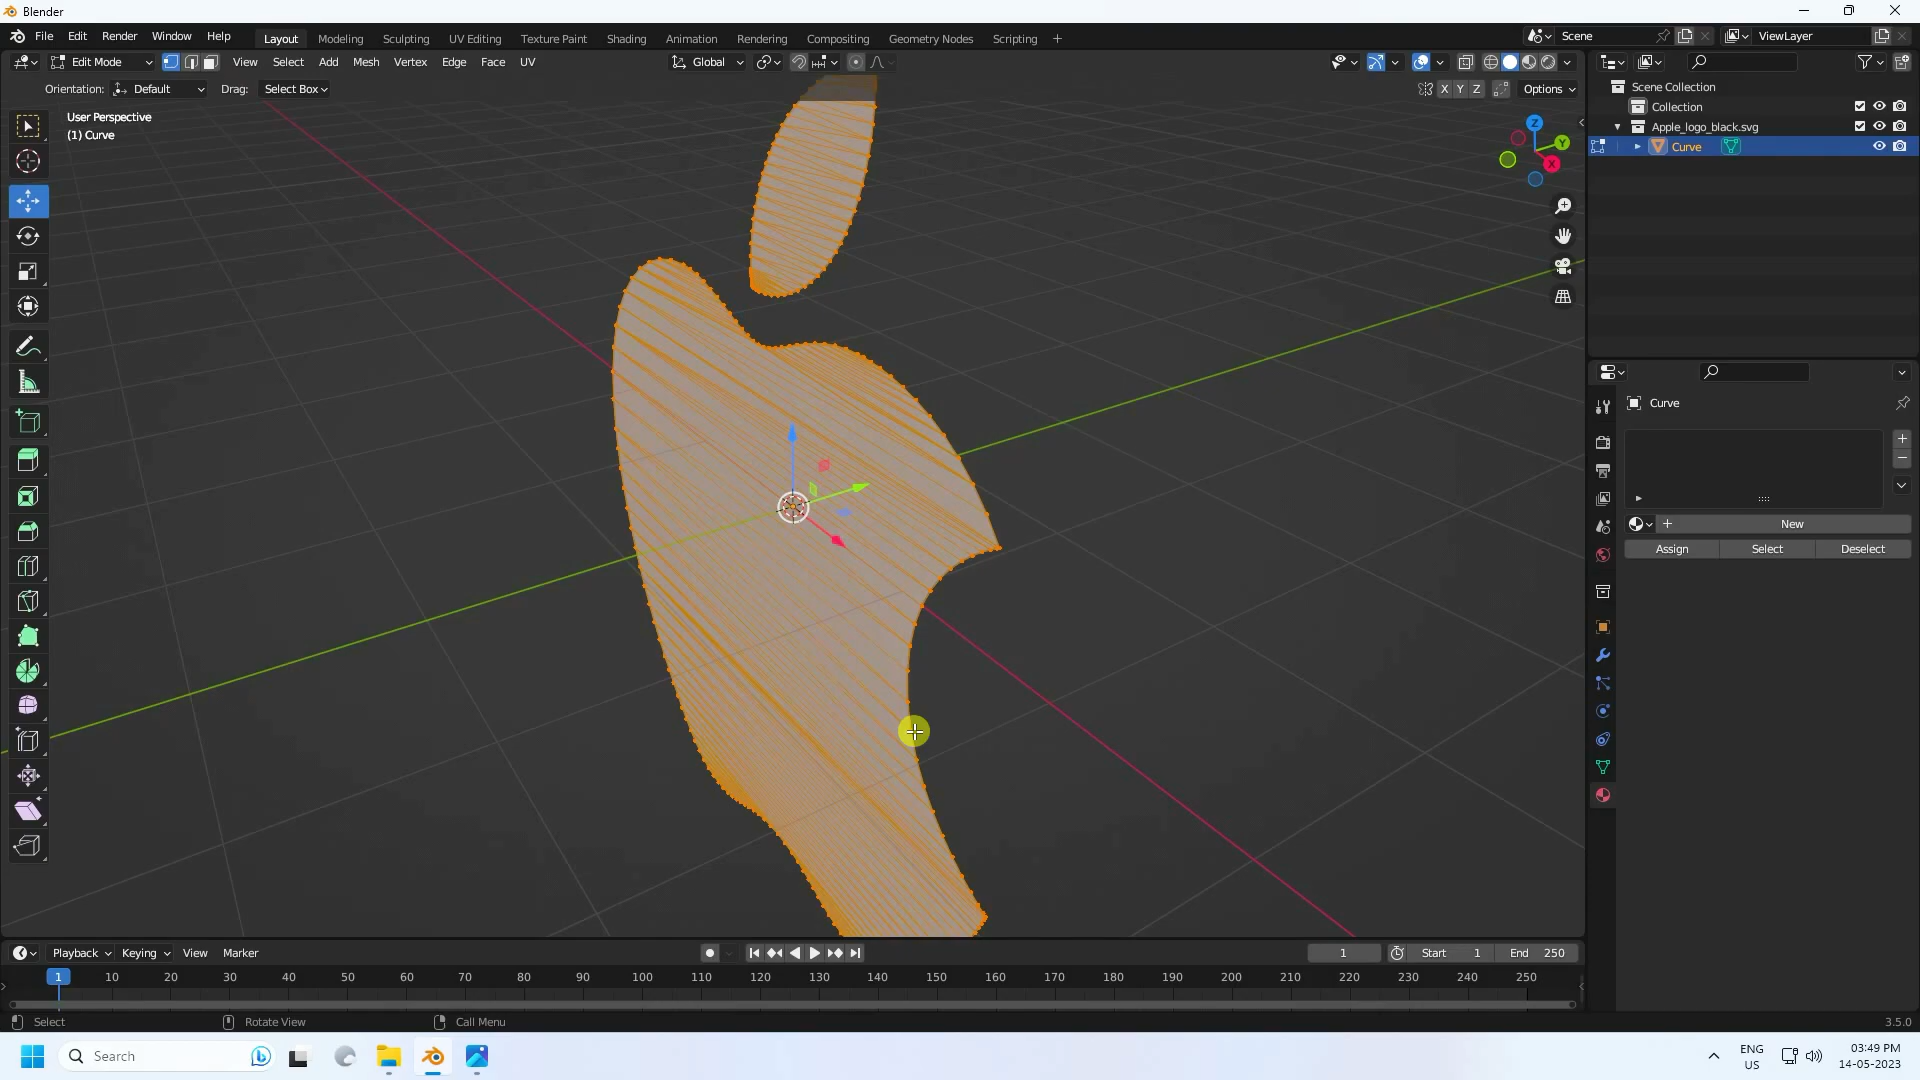 Blender
File Edit Render Window Help
Layout Modeling Sculpting UV Editing Texture Paint Shading Animation Rendering Compositing Geometry Nodes Scripting +
Scene
ViewLayer
Edit Mode View Select Add Mesh Vertex Edge Face UV
Global
Orientation: Default Drag: Select Box
X Y Z Options
User Perspective
(1) Curve
Z
Y
X
Scene Collection
Collection
Apple_logo_black.svg
Curve
Curve
New
Assign Select Deselect
Playback Keying View Marker
1 Start 1 End 250
1 10 20 30 40 50 60 70 80 90 100 110 120 130 140 150 160 170 180 190 200 210 220 230 240 250
Select Rotate View Call Menu 3.5.0
Search
ENG
US
03:49 PM
14-05-2023